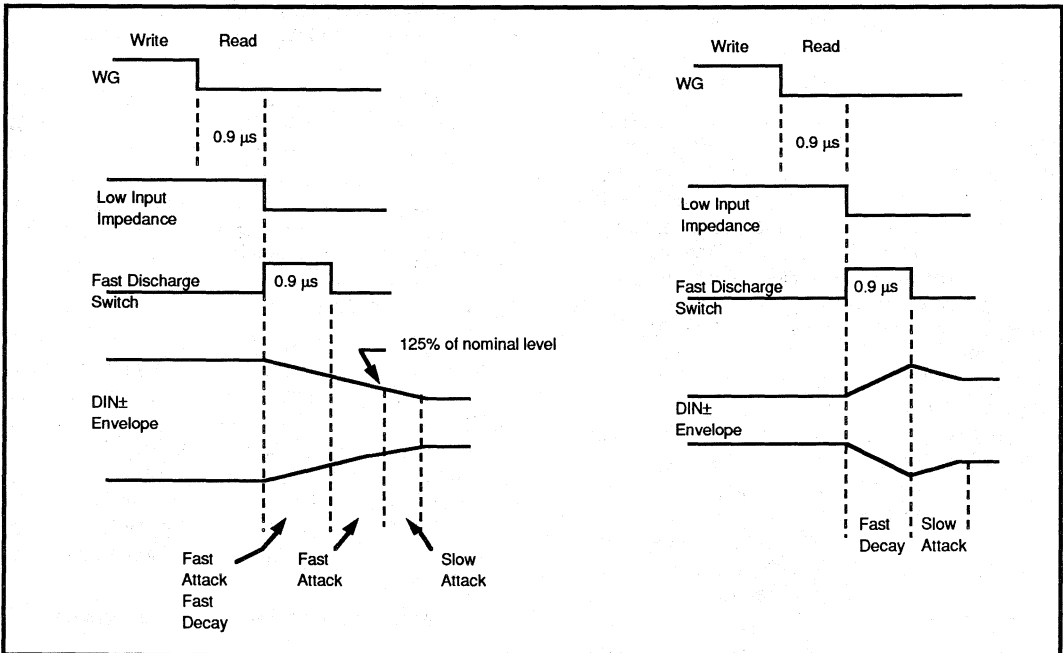 Write Read
WG
0.9 µs
Low Input
Impedance
Fast Discharge
Switch
0.9 µs
125% of nominal level
DIN±
Envelope
Fast
Attack
Fast
Decay
Fast
Attack
Slow
Attack
Write Read
WG
0.9 µs
Low Input
Impedance
Fast Discharge
Switch
0.9 µs
DIN±
Envelope
Fast
Decay
Slow
Attack